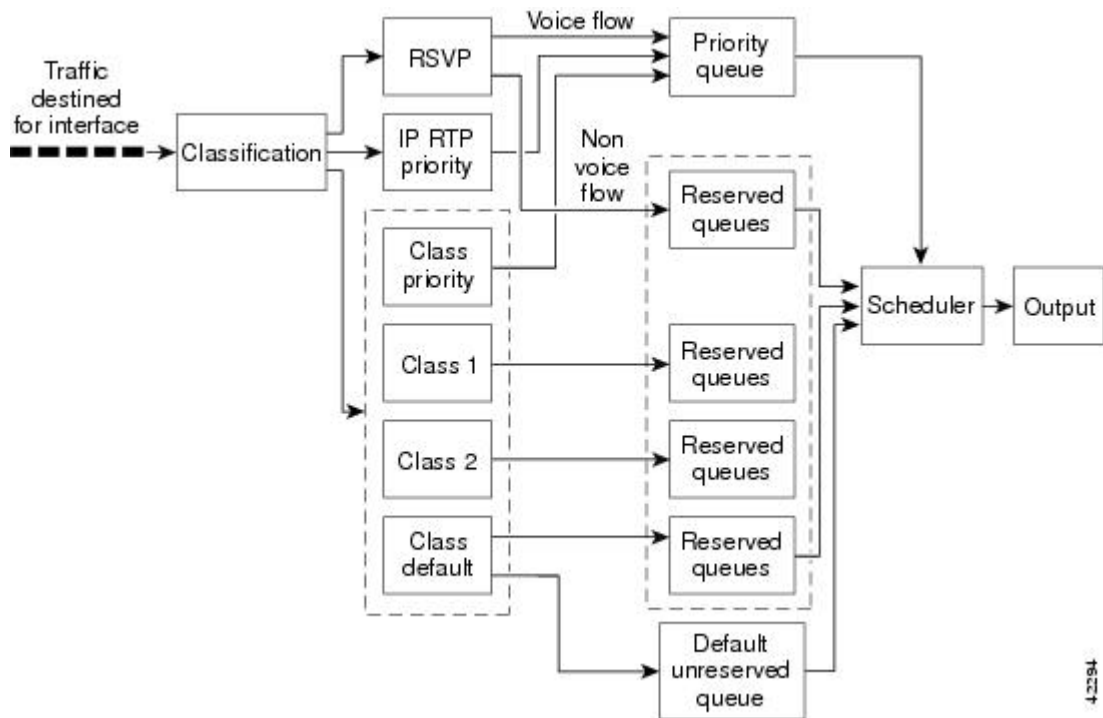 Traffic
destined
for interface
Classification
RSVP
IP RTP
priority
Class
priority
Class 1
Class 2
Class
default
Voice flow
Non
voice
flow
Priority
queue
Reserved
queues
Reserved
queues
Reserved
queues
Reserved
queues
Default
unreserved
queue
Scheduler
Output
42294